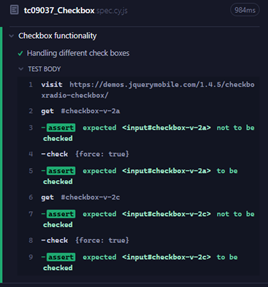 tc09037_Checkbox.spec.cy.js 984ms
Checkbox functionality
Handling different check boxes
TEST BODY
1 visit https://demos.jquerymobile.com/1.4.5/checkbo
xradio-checkbox/
2 get #checkbox-v-2a
3 -assert expected <input#checkbox-v-2a> not to be
checked
4 -check {force: true}
5 -assert expected <input#checkbox-v-2a> to be
checked
6 get #checkbox-v-2c
7 -assert expected <input#checkbox-v-2c> not to be
checked
8 -check {force: true}
9 -assert expected <input#checkbox-v-2c> to be
checked